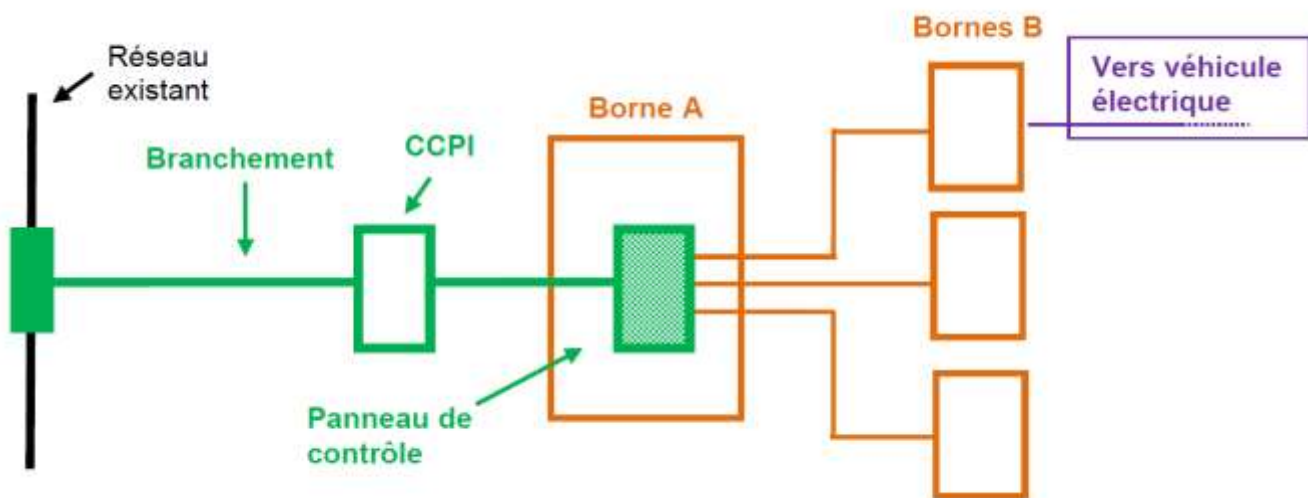 Réseau
existant
Branchement
CCPI
Borne A
Bornes B
Vers véhicule
électrique
Panneau de
contrôle